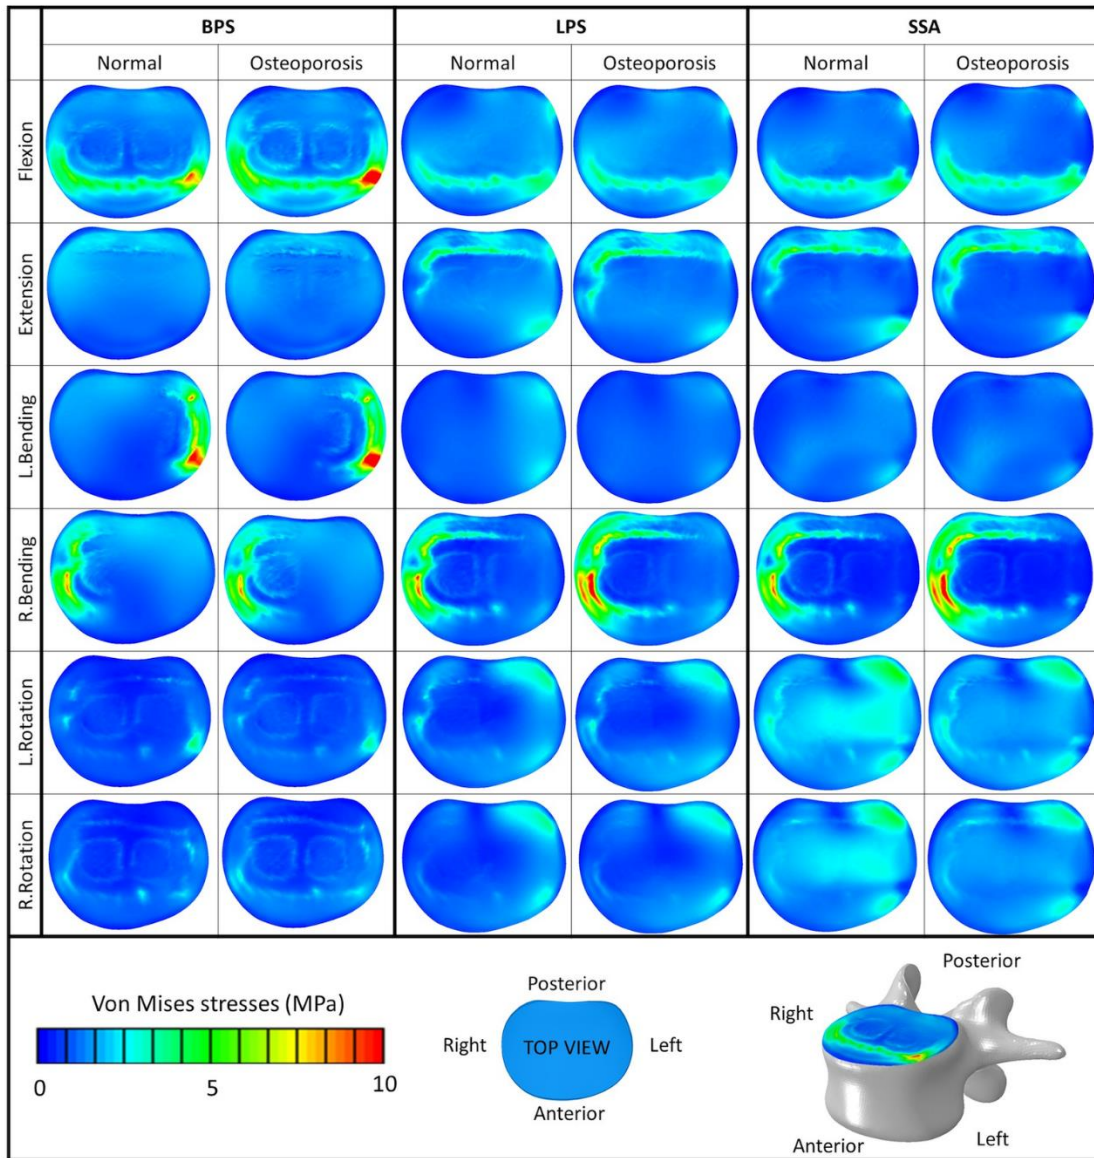 BPS LPS SSA
Normal Osteoporosis Normal Osteoporosis Normal Osteoporosis
Flexion
Extension
L.Bending
R.Bending
L.Rotation
R.Rotation
Von Mises stresses (MPa)
0 5 10
Posterior
Right TOP VIEW Left
Anterior
Posterior
Right
Anterior Left